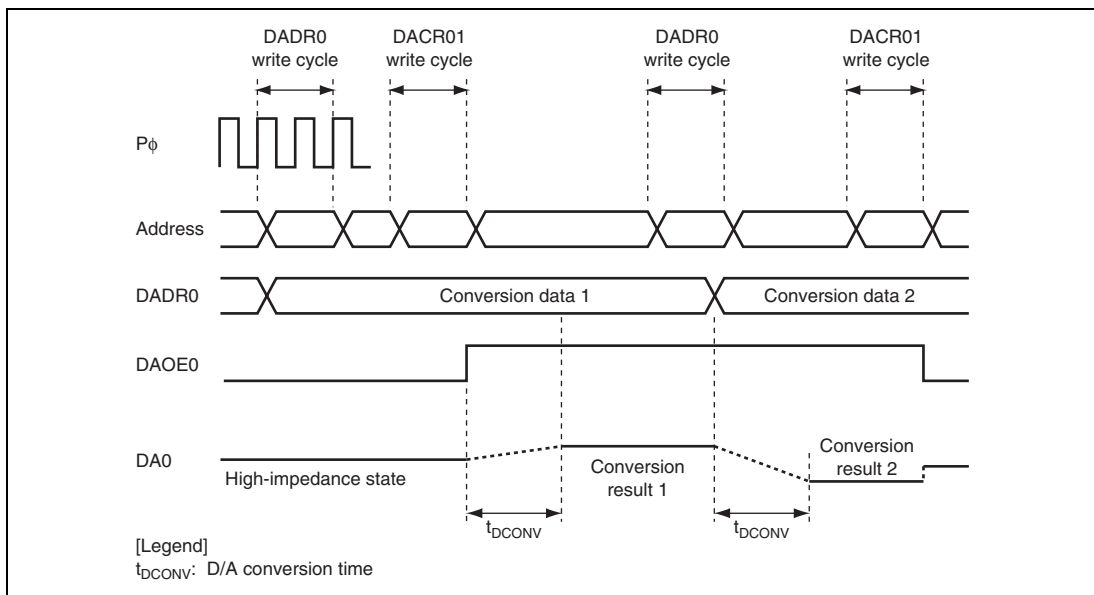 DADR0
write cycle
DACR01
write cycle
DADR0
write cycle
DACR01
write cycle
Pϕ
Address
DADR0
Conversion data 1
Conversion data 2
DAOE0
DA0
High-impedance state
Conversion
result 1
Conversion
result 2
tDCONV
tDCONV
[Legend]
tDCONV: D/A conversion time